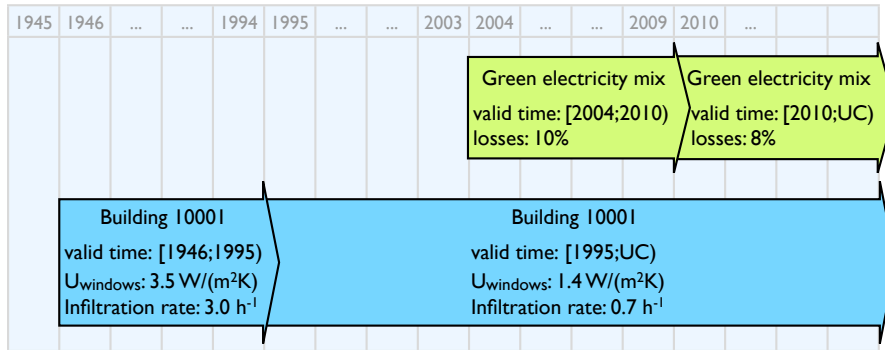 1945 1946 ... ... 1994 1995 ... ... 2003 2004 ... ... 2009 2010 ...
Green electricity mix
valid time: [2004;2010)
losses: 10%
Green electricity mix
valid time: [2010;UC)
losses: 8%
Building 10001
valid time: [1946;1995)
Uwindows: 3.5 W/(m²K)
Infiltration rate: 3.0 h⁻¹
Building 10001
valid time: [1995;UC)
Uwindows: 1.4 W/(m²K)
Infiltration rate: 0.7 h⁻¹